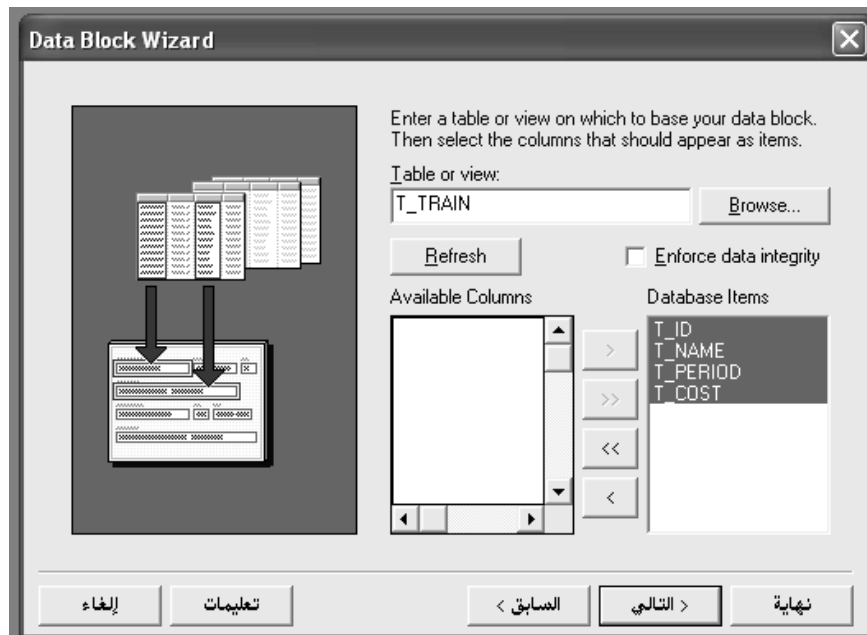 Data Block Wizard
Enter a table or view on which to base your data block.
Then select the columns that should appear as items.
Table or view:
T_TRAIN
Browse...
Refresh
Enforce data integrity
Available Columns
Database Items
T_ID
T_NAME
T_PERIOD
T_COST
>
>>
<<
<
إلغاء
تعليمات
السابق >
< التالي
نهاية